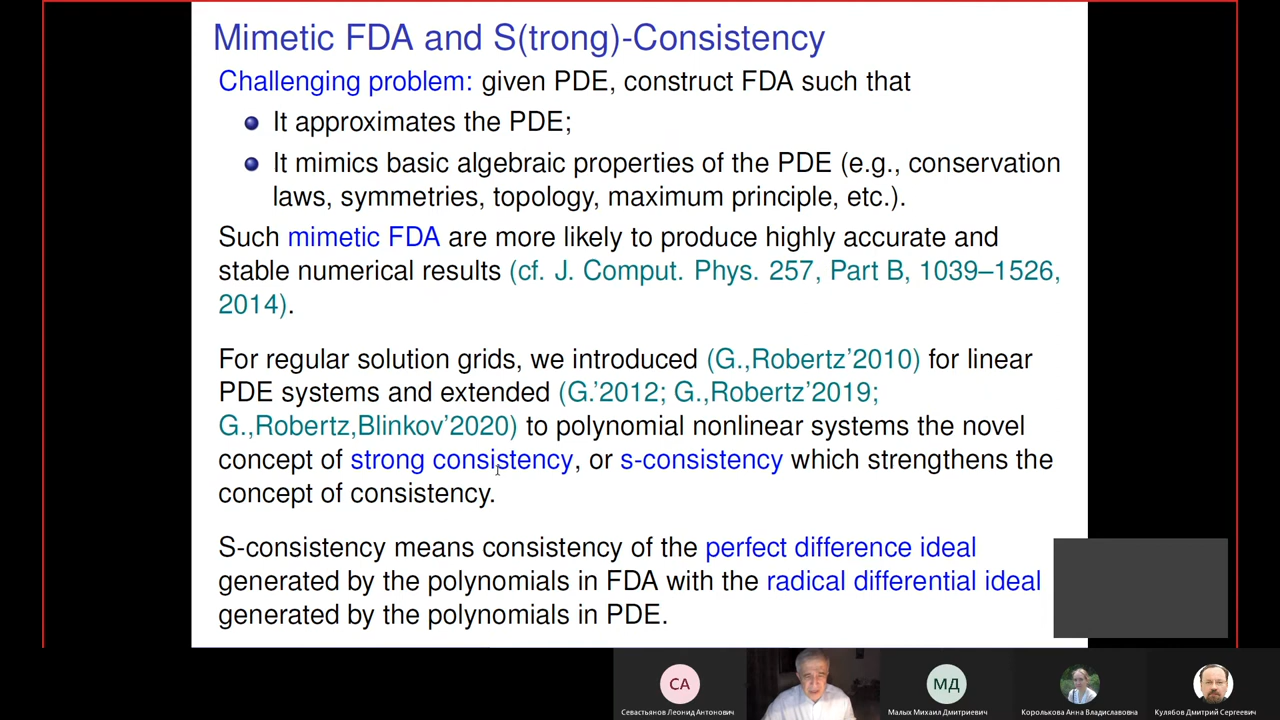 Mimetic FDA and S(trong)-Consistency
Challenging problem: given PDE, construct FDA such that
It approximates the PDE;
It mimics basic algebraic properties of the PDE (e.g., conservation
laws, symmetries, topology, maximum principle, etc.).
Such mimetic FDA are more likely to produce highly accurate and
stable numerical results (cf. J. Comput. Phys. 257, Part B, 1039–1526,
2014).
For regular solution grids, we introduced (G.,Robertz'2010) for linear
PDE systems and extended (G.'2012; G.,Robertz'2019;
G.,Robertz,Blinkov'2020) to polynomial nonlinear systems the novel
concept of strong consistency, or s-consistency which strengthens the
concept of consistency.
S-consistency means consistency of the perfect difference ideal
generated by the polynomials in FDA with the radical differential ideal
generated by the polynomials in PDE.
СА
МД
Севастьянов Леонид Антонович
Малых Михаил Дмитриевич
Королькова Анна Владиславовна
Кулябов Дмитрий Сергеевич